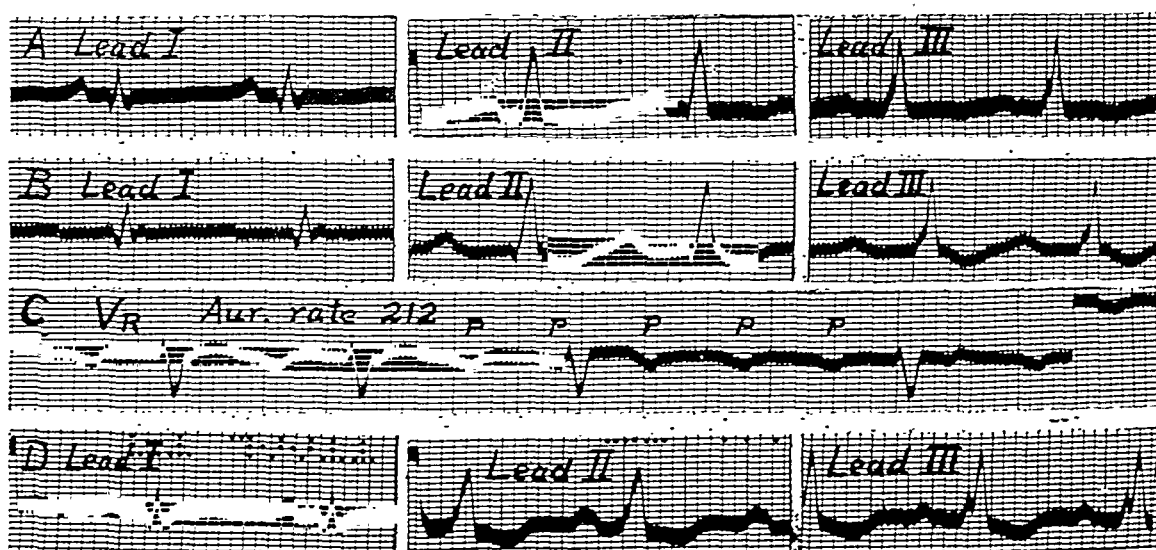 A Lead I
Lead II
Lead III
B Lead I
Lead II
Lead III
C VR Aur. rate 212 P P P P P
D Lead I
Lead II
Lead III